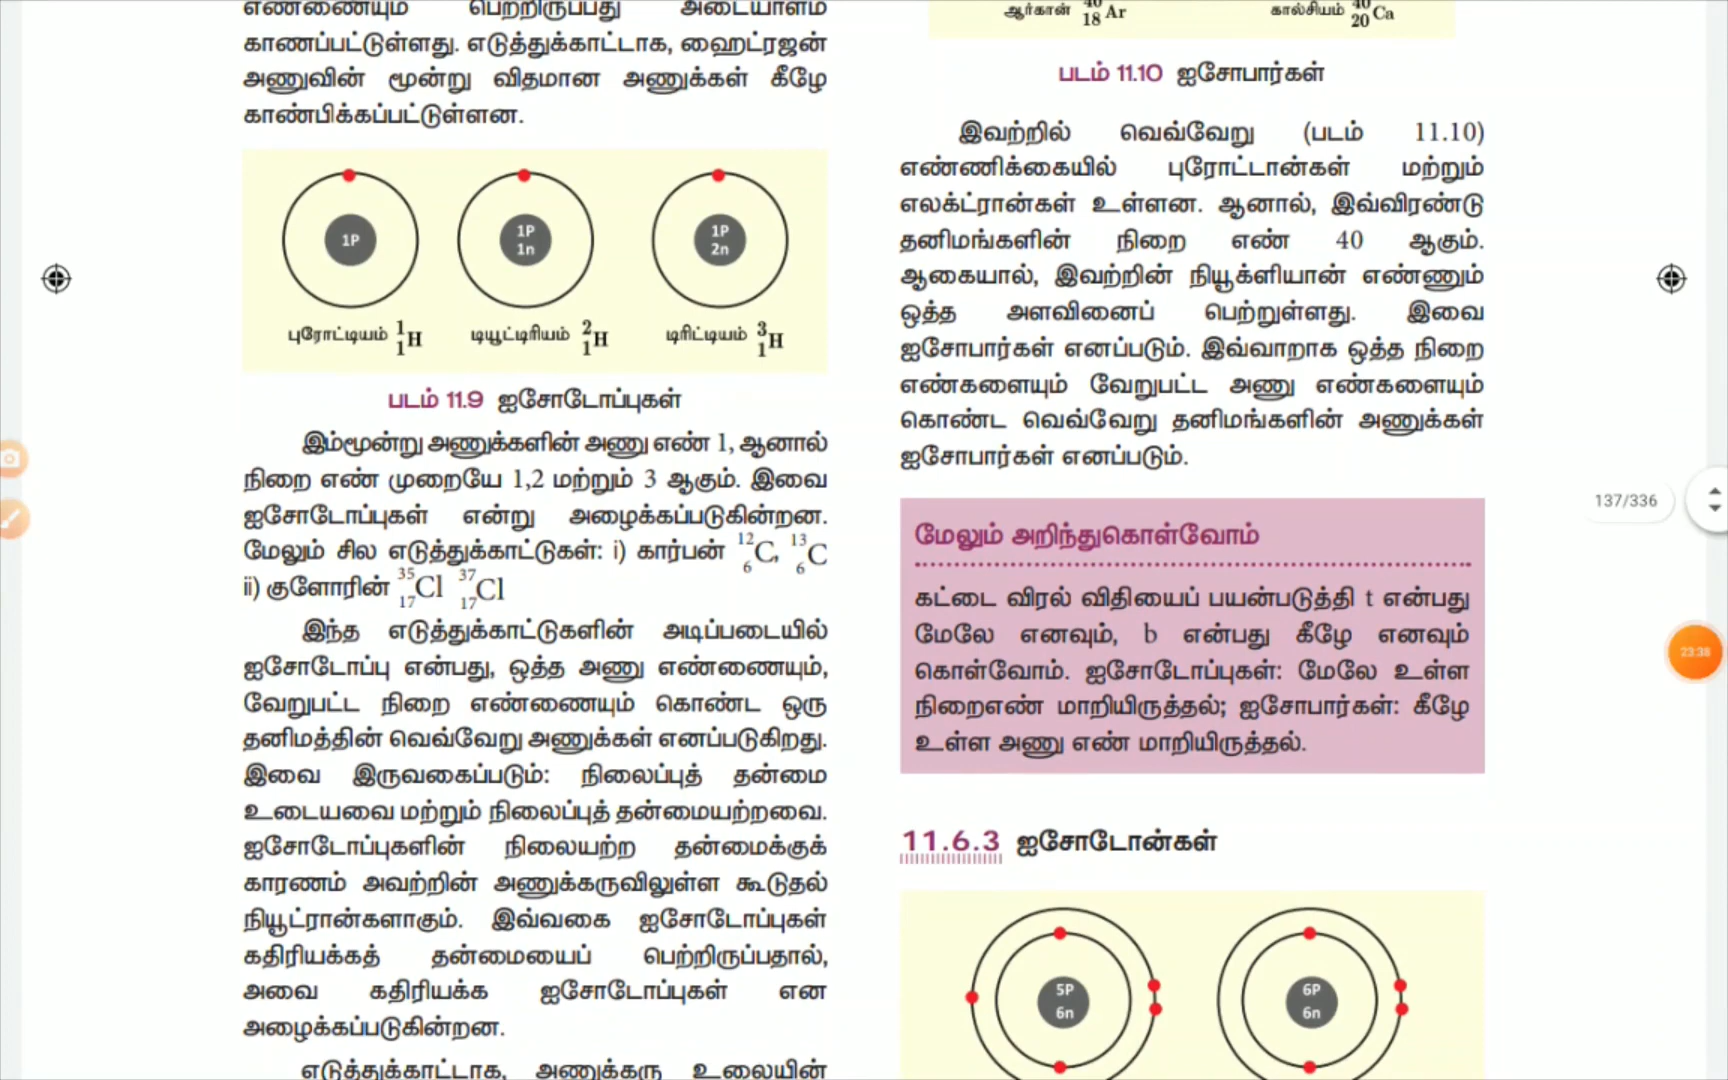 எண்ணையும் பெற்றிருப்பது அடையாளம்
காணப்பட்டுள்ளது. எடுத்துக்காட்டாக, ஹைட்ரஜன்
அணுவின் மூன்று விதமான அணுக்கள் கீழே
காண்பிக்கப்பட்டுள்ளன.
1P
1P
1n
1P
2n
புரோட்டியம் ¹₁H டியூட்டிரியம் ²₁H டிரிட்டியம் ³₁H
படம் 11.9 ஐசோடோப்புகள்
இம்மூன்று அணுக்களின் அணு எண் 1, ஆனால்
நிறை எண் முறையே 1,2 மற்றும் 3 ஆகும். இவை
ஐசோடோப்புகள் என்று அழைக்கப்படுகின்றன.
மேலும் சில எடுத்துக்காட்டுகள்: i) கார்பன் ¹²₆C, ¹³₆C
ii) குளோரின் ³⁵₁₇Cl ³⁷₁₇Cl
இந்த எடுத்துக்காட்டுகளின் அடிப்படையில்
ஐசோடோப்பு என்பது, ஒத்த அணு எண்ணையும்,
வேறுபட்ட நிறை எண்ணையும் கொண்ட ஒரு
தனிமத்தின் வெவ்வேறு அணுக்கள் எனப்படுகிறது.
இவை இருவகைப்படும்: நிலைப்புத் தன்மை
உடையவை மற்றும் நிலைப்புத் தன்மையற்றவை.
ஐசோடோப்புகளின் நிலையற்ற தன்மைக்குக்
காரணம் அவற்றின் அணுக்கருவிலுள்ள கூடுதல்
நியூட்ரான்களாகும். இவ்வகை ஐசோடோப்புகள்
கதிரியக்கத் தன்மையைப் பெற்றிருப்பதால்,
அவை கதிரியக்க ஐசோடோப்புகள் என
அழைக்கப்படுகின்றன.
எடுத்துக்காட்டாக, அணுக்கரு உலையின்
ஆர்கான் ⁴⁰₁₈Ar கால்சியம் ⁴⁰₂₀Ca
படம் 11.10 ஐசோபார்கள்
இவற்றில் வெவ்வேறு (படம் 11.10)
எண்ணிக்கையில் புரோட்டான்கள் மற்றும்
எலக்ட்ரான்கள் உள்ளன. ஆனால், இவ்விரண்டு
தனிமங்களின் நிறை எண் 40 ஆகும்.
ஆகையால், இவற்றின் நியூக்ளியான் எண்ணும்
ஒத்த அளவினைப் பெற்றுள்ளது. இவை
ஐசோபார்கள் எனப்படும். இவ்வாறாக ஒத்த நிறை
எண்களையும் வேறுபட்ட அணு எண்களையும்
கொண்ட வெவ்வேறு தனிமங்களின் அணுக்கள்
ஐசோபார்கள் எனப்படும்.
மேலும் அறிந்துகொள்வோம்
கட்டை விரல் விதியைப் பயன்படுத்தி t என்பது
மேலே எனவும், b என்பது கீழே எனவும்
கொள்வோம். ஐசோடோப்புகள்: மேலே உள்ள
நிறைஎண் மாறியிருத்தல்; ஐசோபார்கள்: கீழே
உள்ள அணு எண் மாறியிருத்தல்.
11.6.3 ஐசோடோன்கள்
5P
6n
6P
6n
137/336
23:38